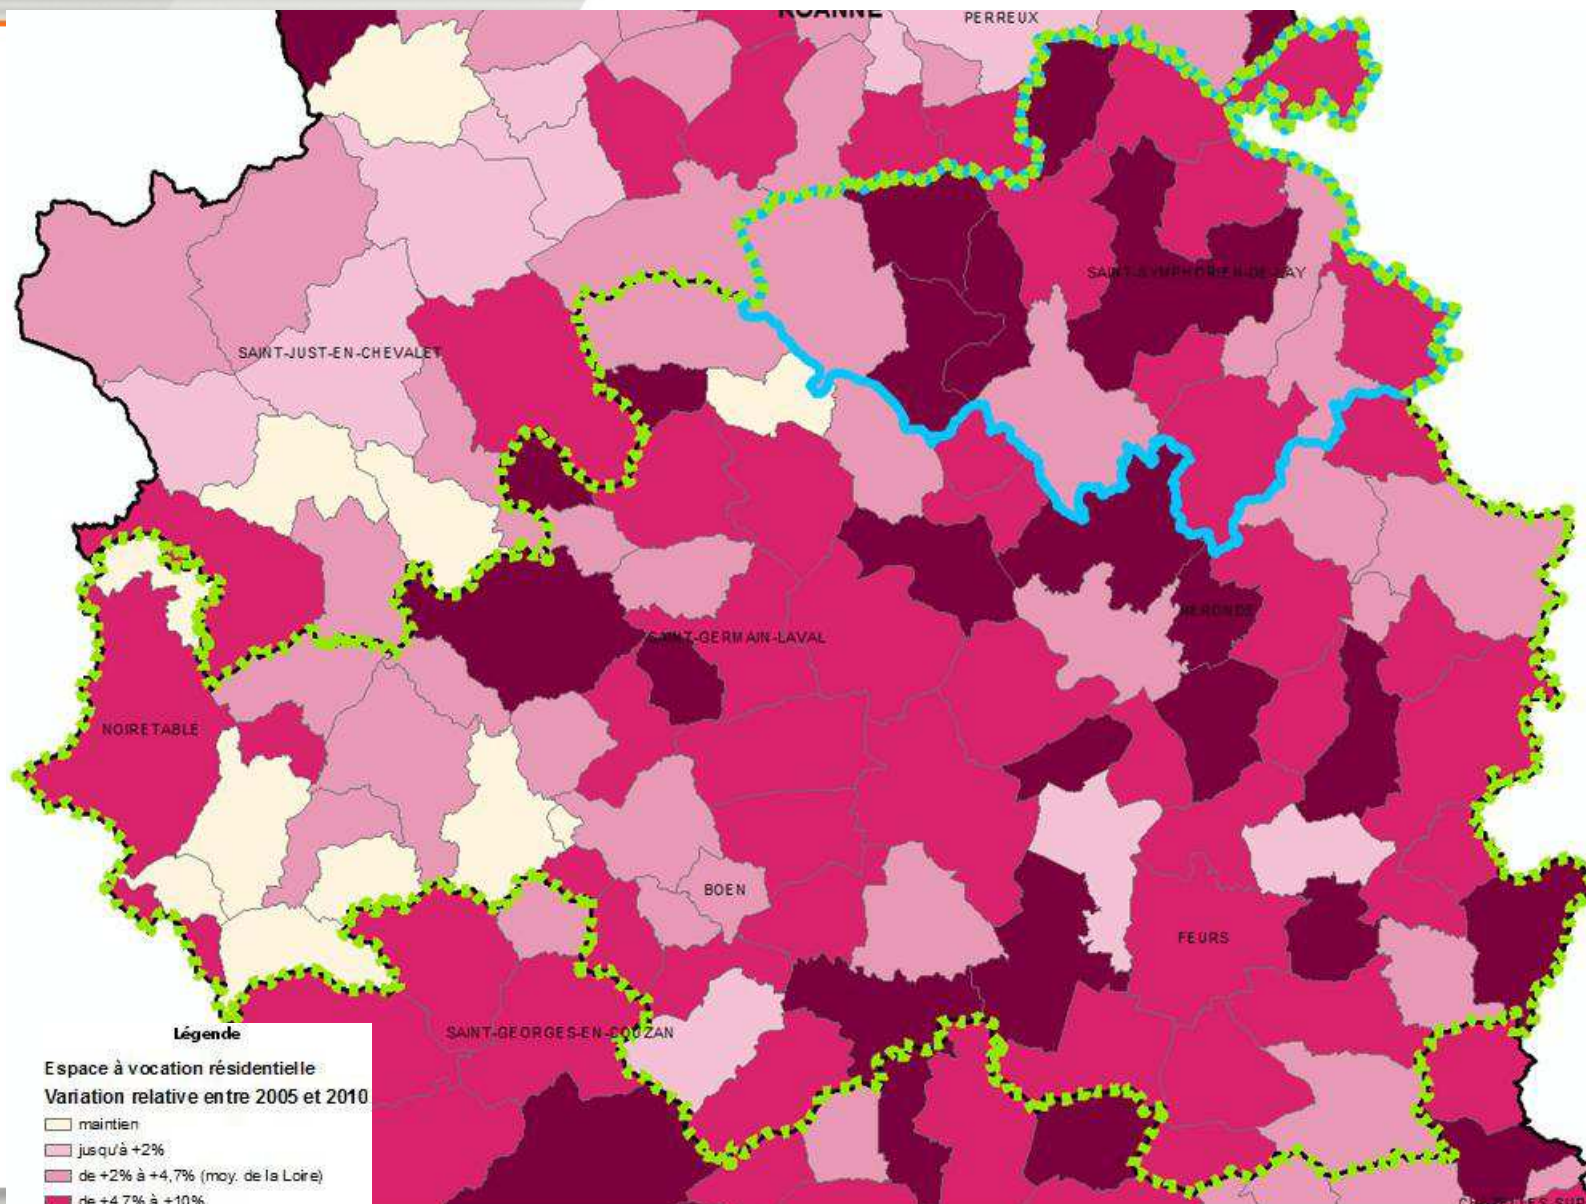 ROANNE
PERREUX
SAINT-SYMPHORIEN-DE-LAY
SAINT-JUST-EN-CHEVALET
NERONDE
SAINT-GERMAIN-LAVAL
NOIRETABLE
BOEN
FEURS
SAINT-GEORGES-EN-COUZAN
Légende
Espace à vocation résidentielle
Variation relative entre 2005 et 2010
maintien
jusqu'à +2%
de +2% à +4,7% (moy. de la Loire)
de +4,7% à +10%